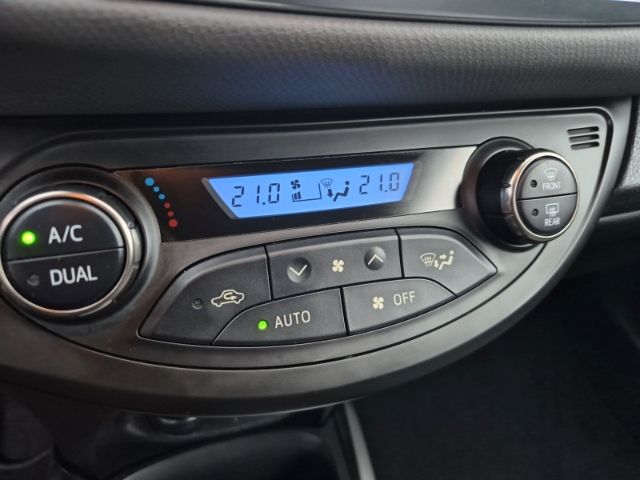 21.0 21.0
FRONT
REAR
A/C
DUAL
AUTO
OFF